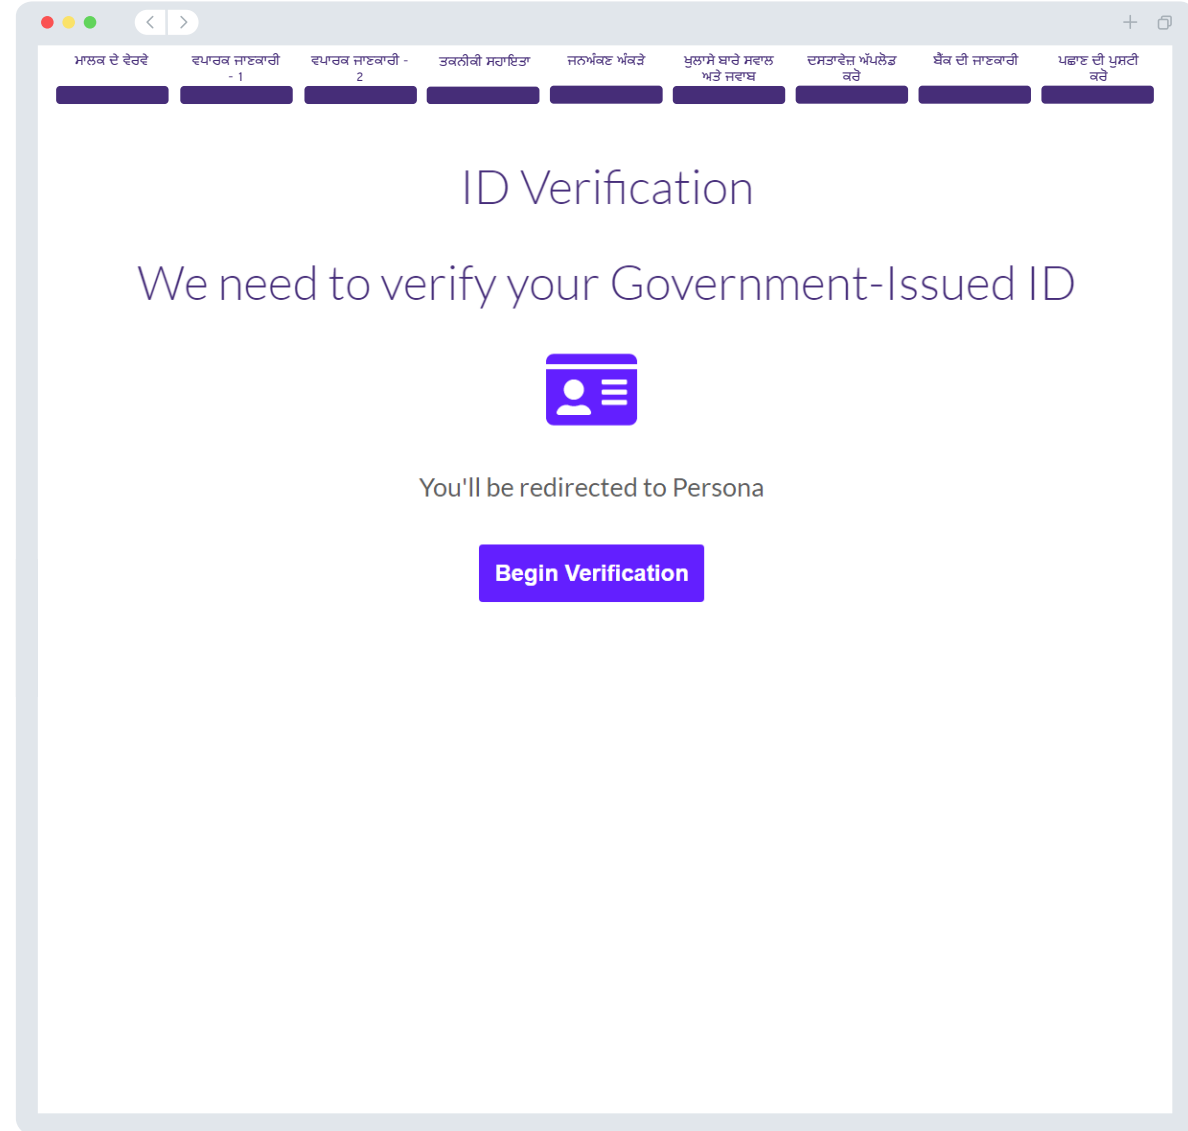 ਮਾਲਕ ਦੇ ਵੇਰਵੇ
ਵਪਾਰਕ ਜਾਣਕਾਰੀ
- 1
ਵਪਾਰਕ ਜਾਣਕਾਰੀ -
2
ਤਕਨੀਕੀ ਸਹਾਇਤਾ
ਜਨਅੰਕਣ ਅੰਕੜੇ
ਖੁਲਾਸੇ ਬਾਰੇ ਸਵਾਲ
ਅਤੇ ਜਵਾਬ
ਦਸਤਾਵੇਜ਼ ਅੱਪਲੋਡ
ਕਰੋ
ਬੈਂਕ ਦੀ ਜਾਣਕਾਰੀ
ਪਛਾਣ ਦੀ ਪੁਸ਼ਟੀ
ਕਰੋ
ID Verification
We need to verify your Government-Issued ID
You'll be redirected to Persona
Begin Verification